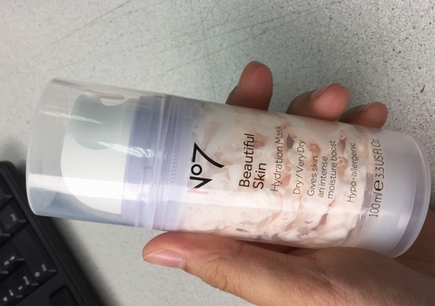 No7
Beautiful
Skin
Hydration Mask
Dry/Very Dry
Gives skin
an intense
moisture boost
Hypo-allergenic
100ml e 3.3 US Fl. Oz.